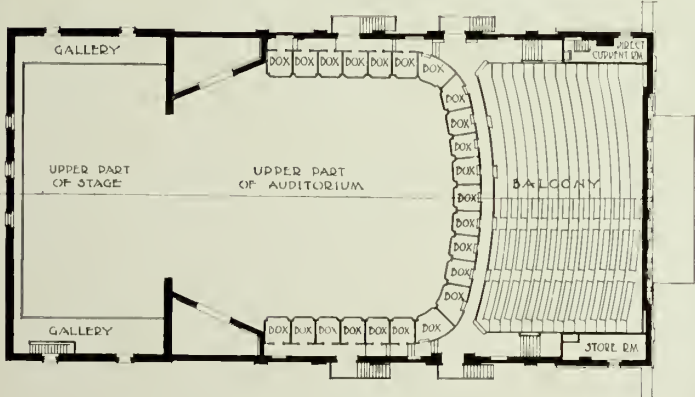 GALLERY
DIRECT
CURRENT RM.
BOX BOX BOX BOX BOX BOX BOX
BOX
BOX
BOX
BOX
BOX
BOX
BOX
BOX
BOX
UPPER PART
OF STAGE
UPPER PART
OF AUDITORIUM
BALCONY
GALLERY
BOX BOX BOX BOX BOX BOX BOX
STORE RM.